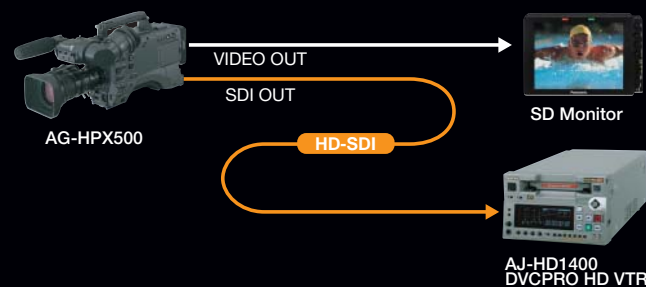 VIDEO OUT
SDI OUT
AG-HPX500
HD-SDI
SD Monitor
AJ-HD1400
DVCPRO HD VTR